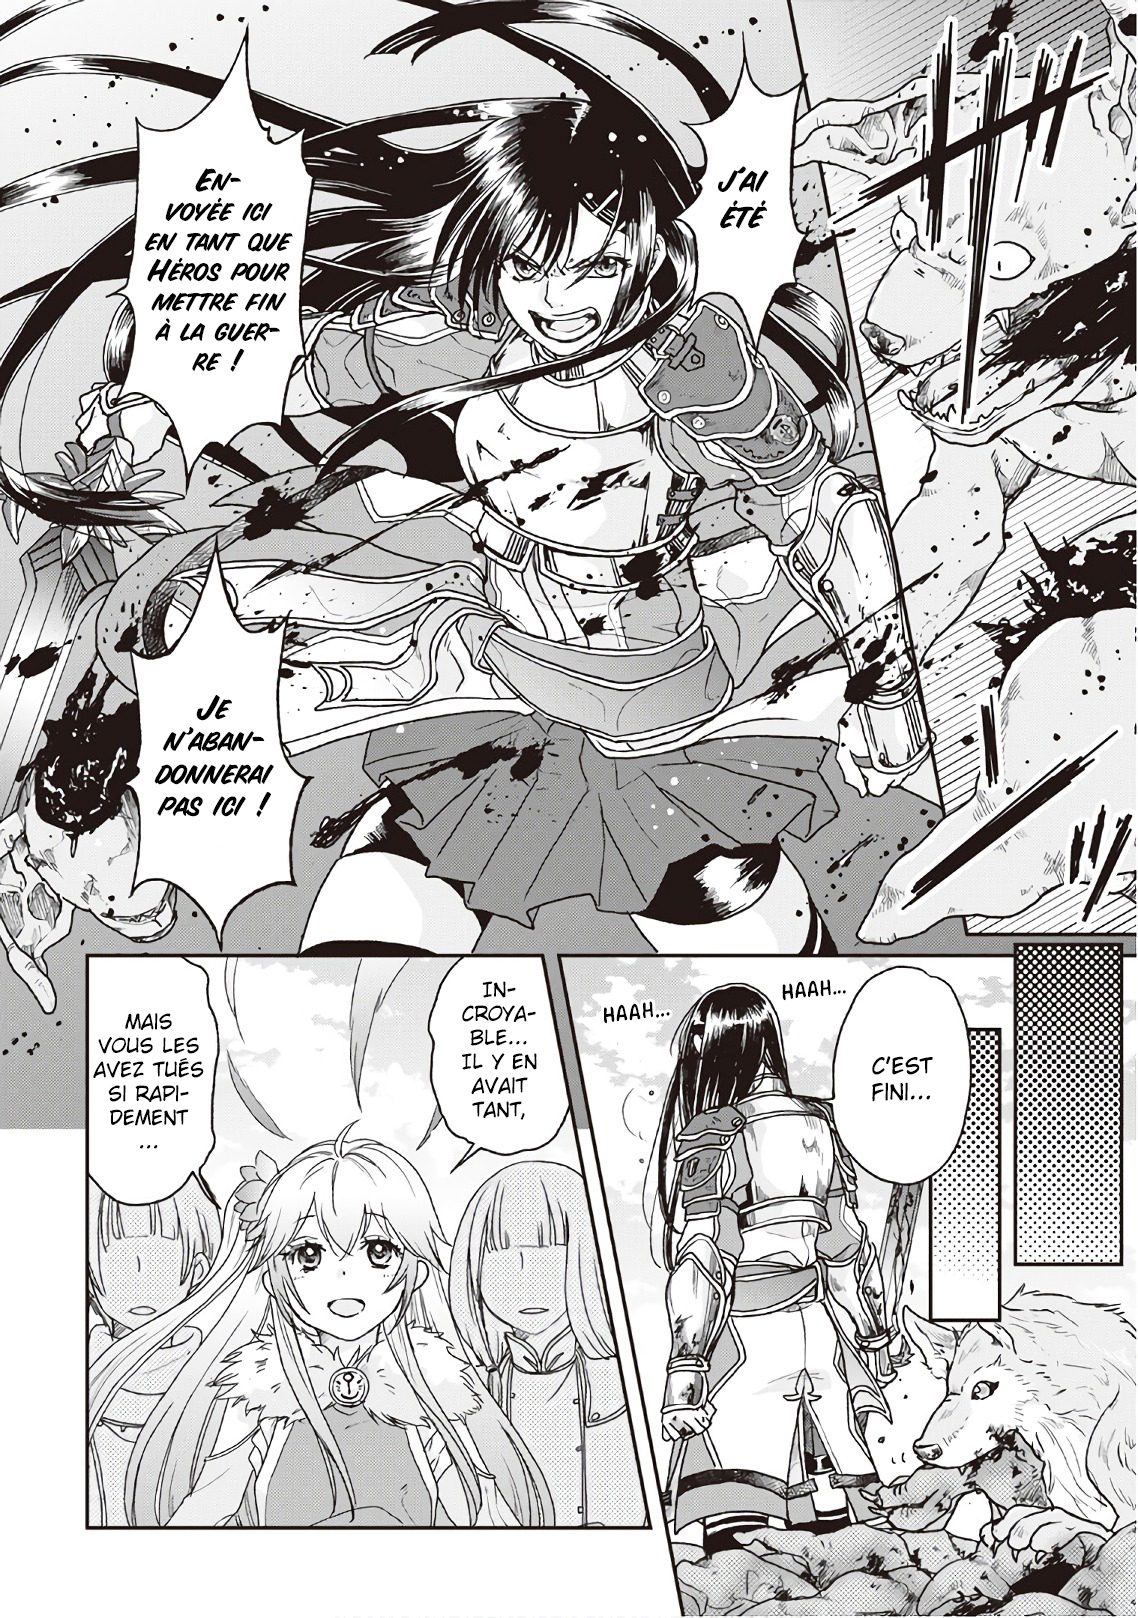 J'AI
ÉTÉ
EN-
VOYÉE ICI
EN TANT QUE
HÉROS POUR
METTRE FIN
À LA GUER-
RE !
JE
N'ABAN-
DONNERAI
PAS ICI !
C'EST
FINI...
HAAH...
HAAH...
IN-
CROYA-
BLE...
IL Y EN
AVAIT
TANT,
MAIS
VOUS LES
AVEZ TUÉS
SI RAPI-
DEMENT
...